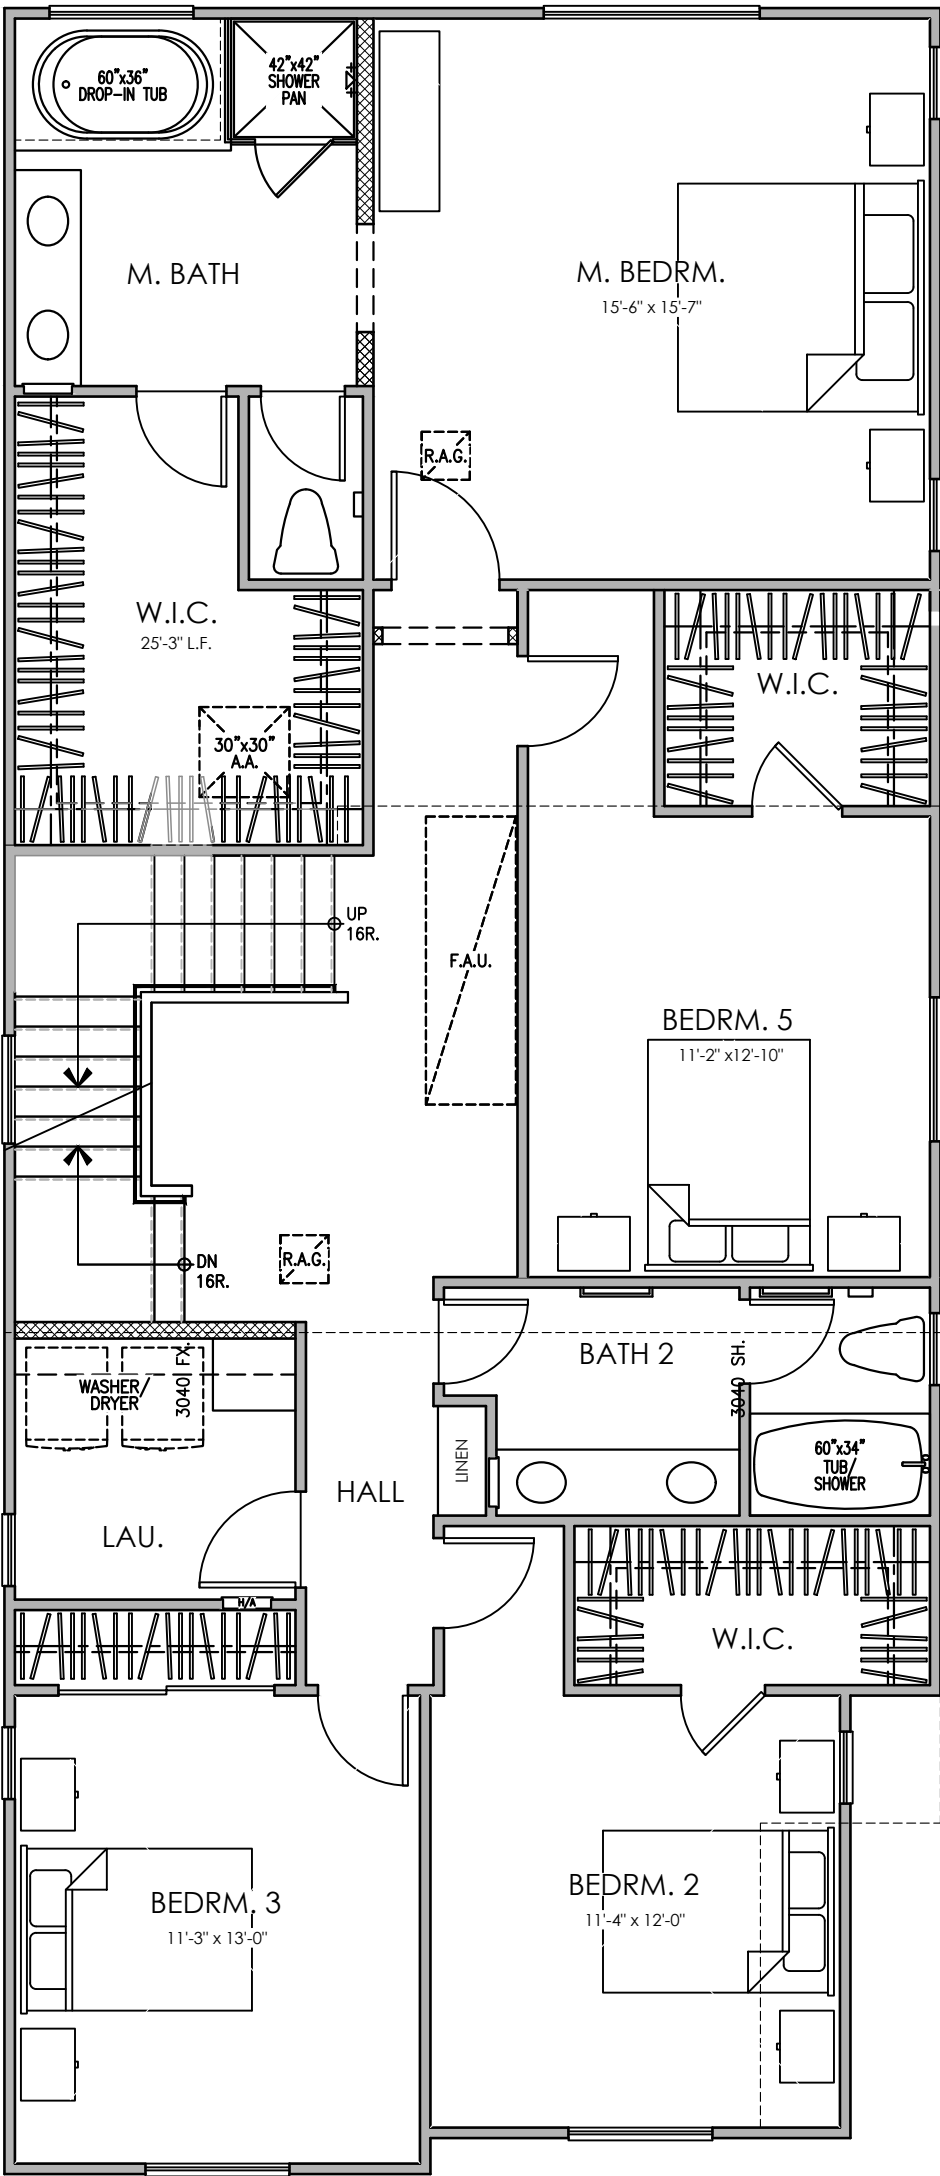 60"x36"
DROP-IN TUB
42"x42"
SHOWER
PAN
M. BATH
M. BEDRM.
15'-6" x 15'-7"
R.A.G.
W.I.C.
25'-3" L.F.
30"x30"
A.A.
W.I.C.
UP
16R.
F.A.U.
BEDRM. 5
11'-2" x12'-10"
DN
16R.
R.A.G.
WASHER/
DRYER
3040 FX.
BATH 2
3040 SH.
LINEN
60"x34"
TUB/
SHOWER
HALL
LAU.
H/A
W.I.C.
BEDRM. 3
11'-3" x 13'-0"
BEDRM. 2
11'-4" x 12'-0"